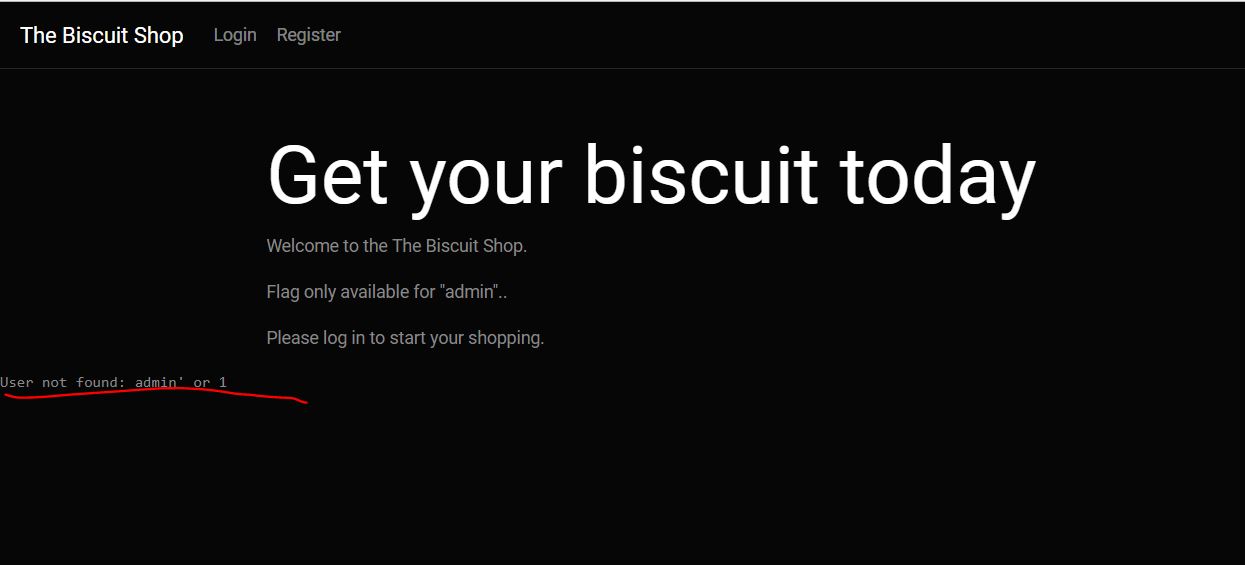 The Biscuit Shop Login Register
Get your biscuit today
Welcome to the The Biscuit Shop.
Flag only available for "admin"..
Please log in to start your shopping.
User not found: admin' or 1